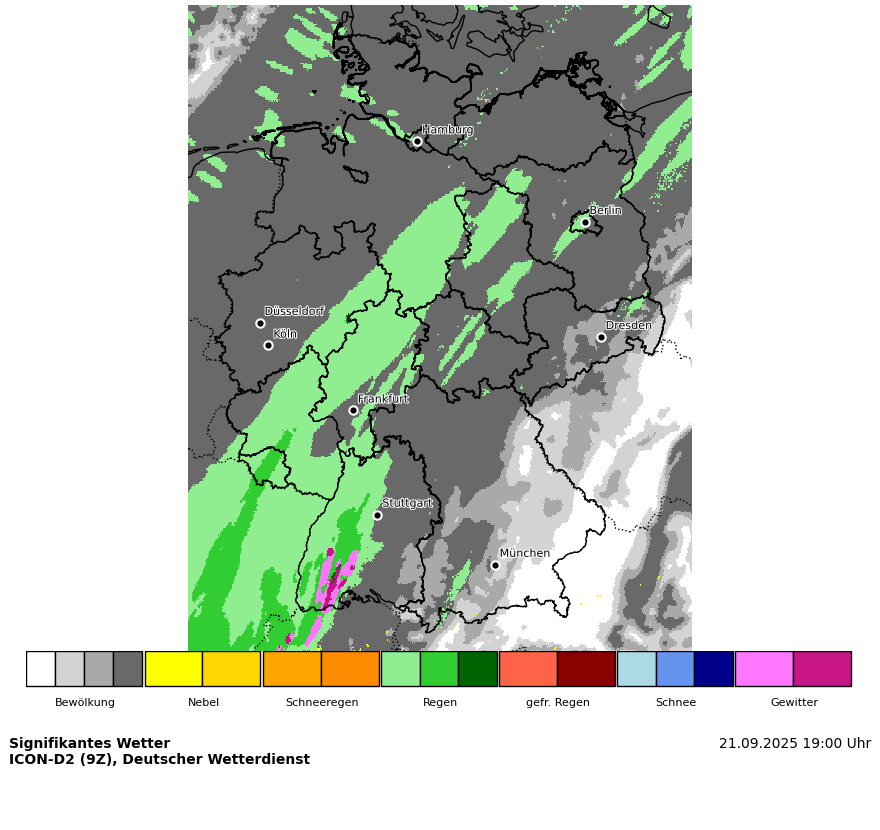 Hamburg
Berlin
Düsseldorf
Köln
Dresden
Frankfurt
Stuttgart
München
Bewölkung Nebel Schneeregen Regen gefr. Regen Schnee Gewitter
Signifikantes Wetter 21.09.2025 19:00 Uhr
ICON-D2 (9Z), Deutscher Wetterdienst